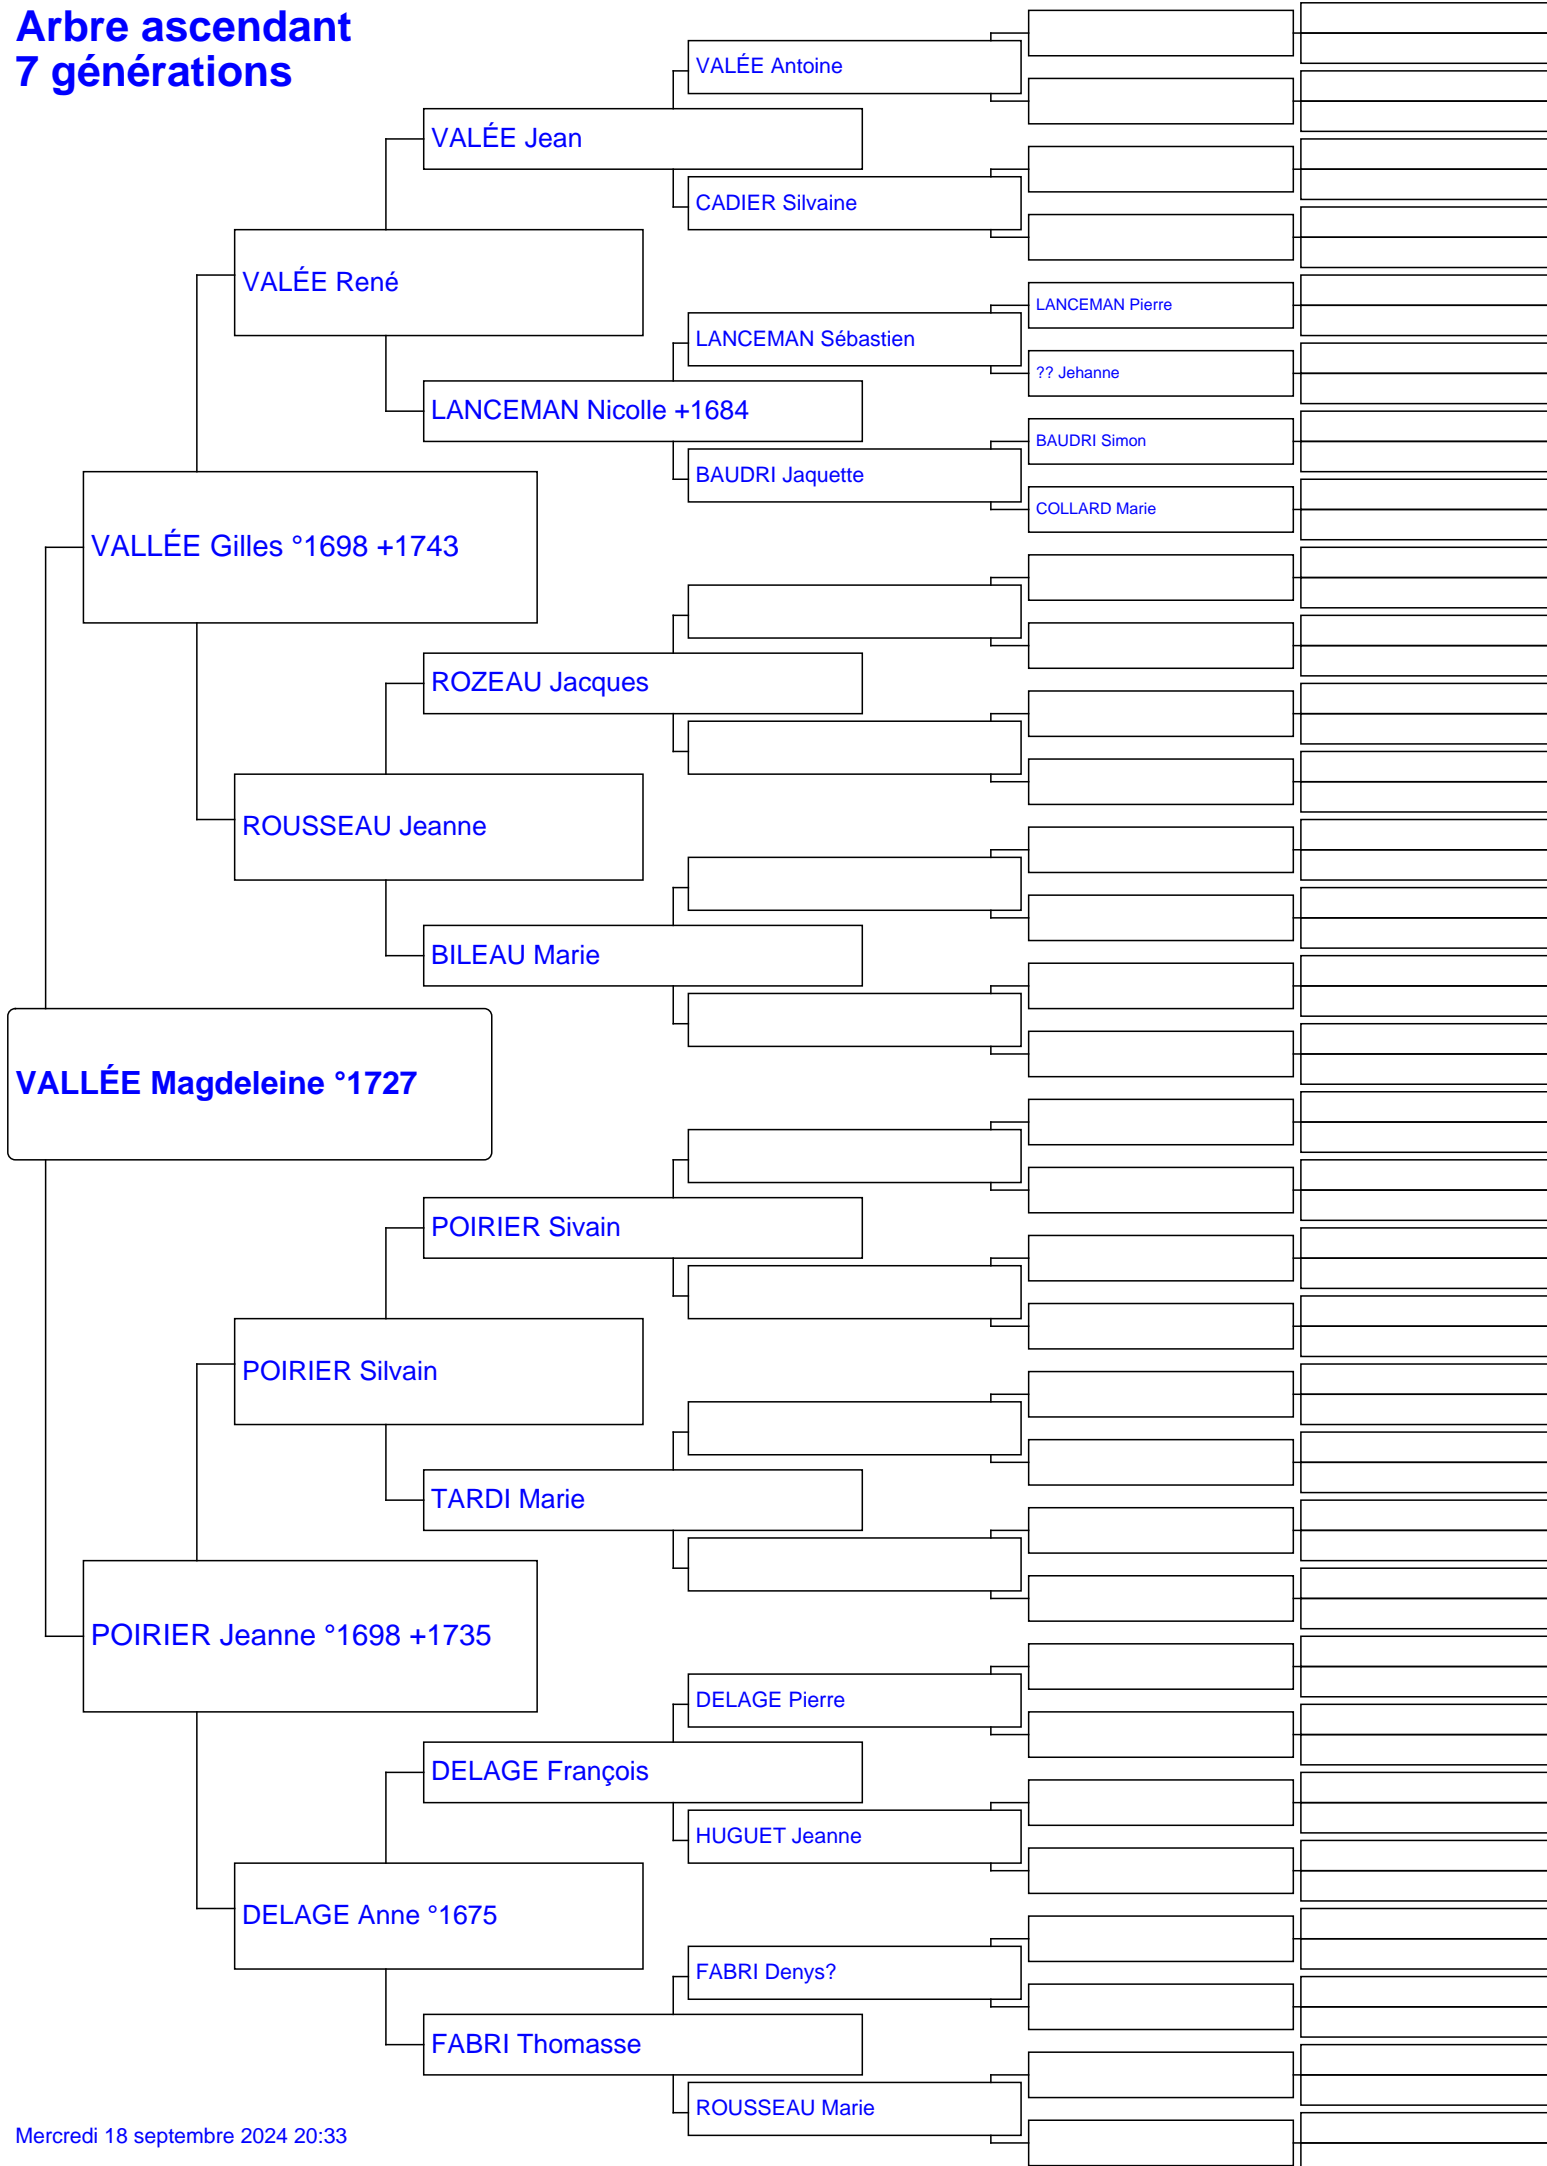 Arbre ascendant
7 générations
VALÉE Antoine
VALÉE Jean
CADIER Silvaine
VALÉE René
LANCEMAN Pierre
LANCEMAN Sébastien
?? Jehanne
LANCEMAN Nicolle +1684
BAUDRI Simon
BAUDRI Jaquette
COLLARD Marie
VALLÉE Gilles °1698 +1743
ROZEAU Jacques
ROUSSEAU Jeanne
BILEAU Marie
VALLÉE Magdeleine °1727
POIRIER Sivain
POIRIER Silvain
TARDI Marie
POIRIER Jeanne °1698 +1735
DELAGE Pierre
DELAGE François
HUGUET Jeanne
DELAGE Anne °1675
FABRI Denys?
FABRI Thomasse
ROUSSEAU Marie
Mercredi 18 septembre 2024 20:33